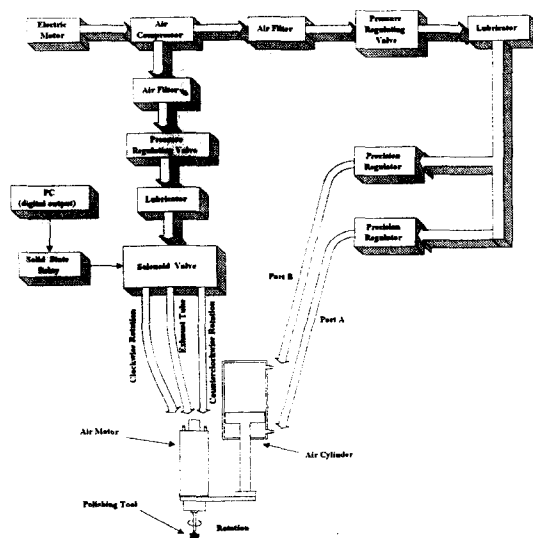 Electric
Motor
Air
Compressor
Air Filter
Pressure
Regulating
Valve
Lubricator
Air Filter
Pressure
Regulating Valve
Precision
Regulator
PC
(digital output)
Lubricator
Precision
Regulator
Solid State
Relay
Solenoid Valve
Port B
Port A
Clockwise Rotation
Exhaust Tube
Counterclockwise Rotation
Air Motor
Air Cylinder
Polishing Tool
Rotation